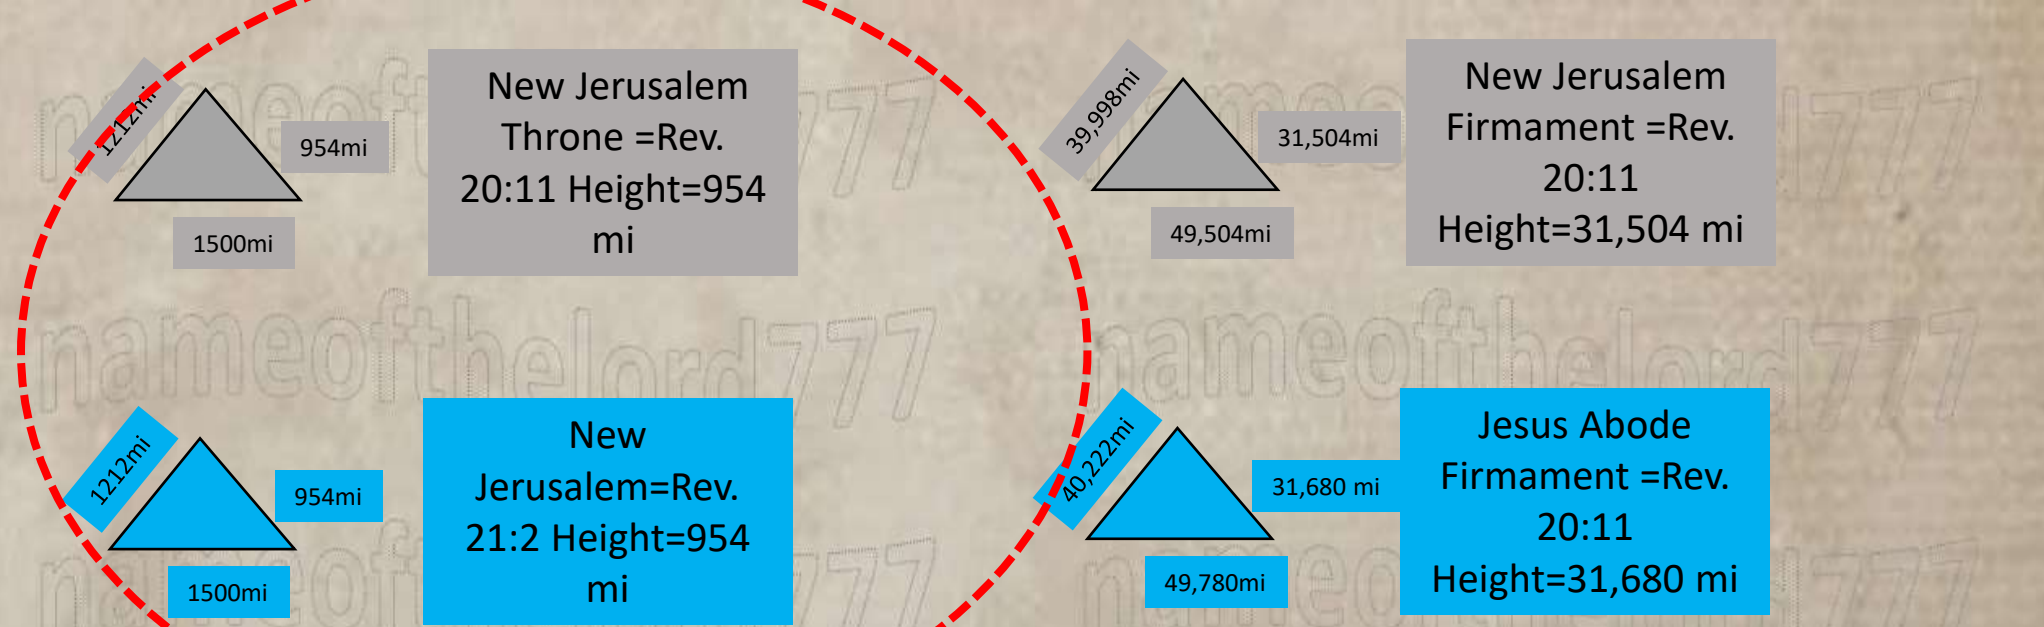 1212mi
954mi
1500mi
New Jerusalem
Throne =Rev.
20:11 Height=954
mi
39,998mi
31,504mi
49,504mi
New Jerusalem
Firmament =Rev.
20:11
Height=31,504 mi
nameofthelord777
nameofthelord777
1212mi
954mi
1500mi
New
Jerusalem=Rev.
21:2 Height=954
mi
40,222mi
31,680 mi
49,780mi
Jesus Abode
Firmament =Rev.
20:11
Height=31,680 mi